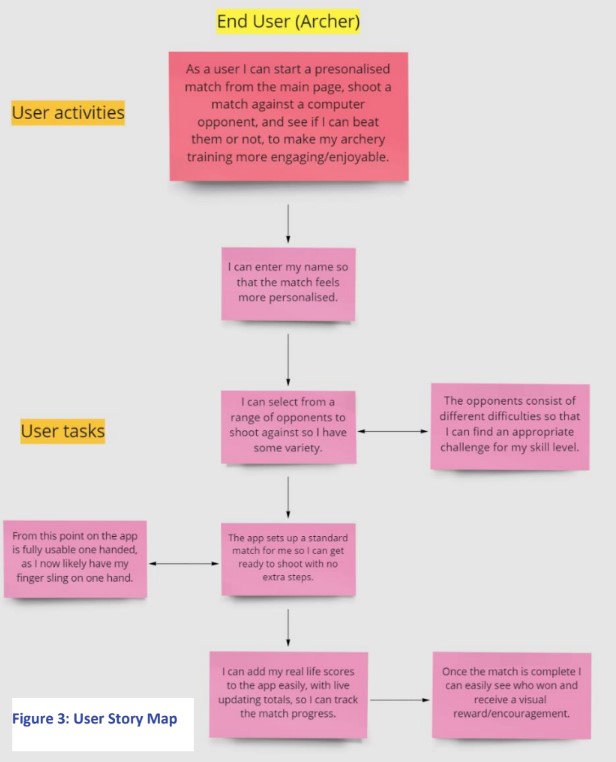 End User (Archer)
User activities
As a user I can start a presonalised
match from the main page, shoot a
match against a computer
opponent, and see if I can beat
them or not, to make my archery
training more engaging/enjoyable.
I can enter my name so
that the match feels
more personalised.
User tasks
I can select from a
range of opponents to
shoot against so I have
some variety.
The opponents consist of
different difficulties so that
I can find an appropriate
challenge for my skill level.
From this point on the app
is fully usable one handed,
as I now likely have my
finger sling on one hand.
The app sets up a standard
match for me so I can get
ready to shoot with no
extra steps.
I can add my real life scores
to the app easily, with live
updating totals, so I can track
the match progress.
Once the match is complete I
can easily see who won and
receive a visual
reward/encouragement.
Figure 3: User Story Map